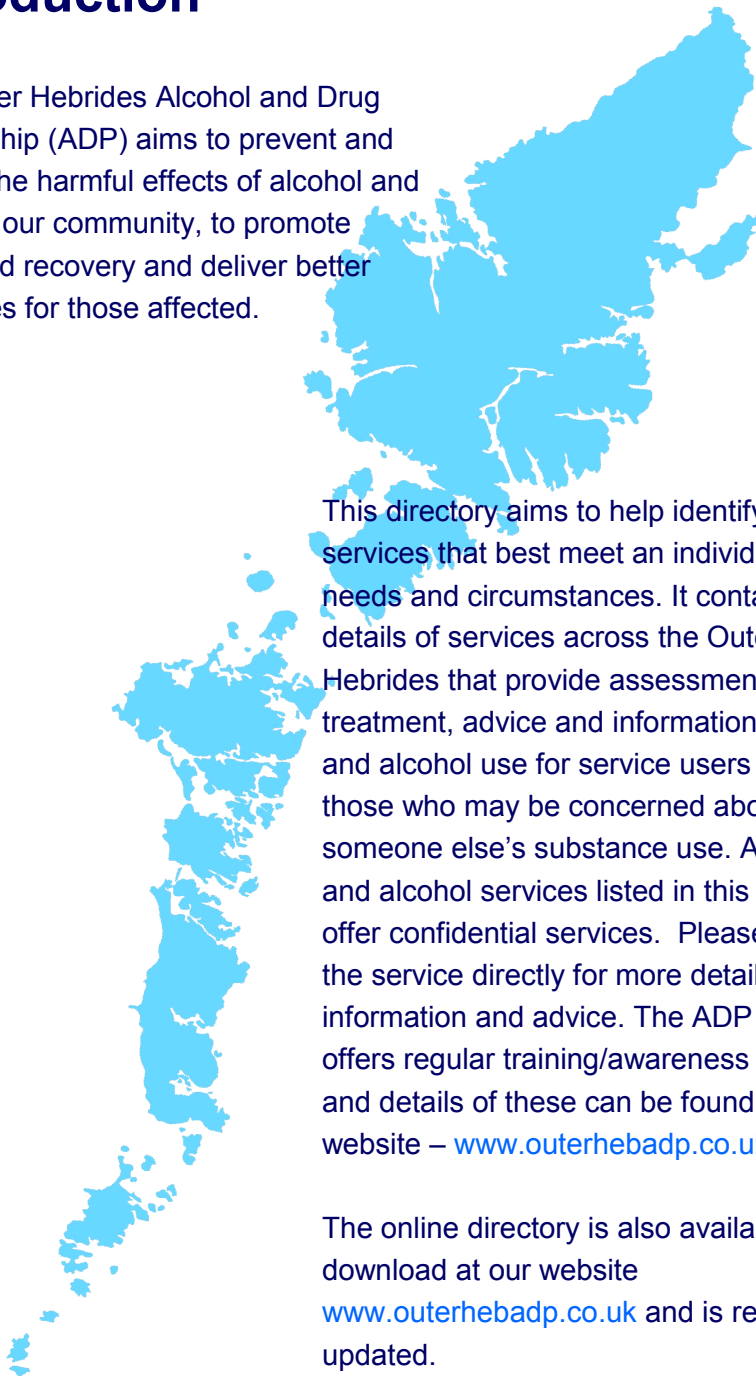 oduction
er Hebrides Alcohol and Drug
hip (ADP) aims to prevent and
he harmful effects of alcohol and
our community, to promote
d recovery and deliver better
es for those affected.
This directory aims to help identify
services that best meet an individ
needs and circumstances. It conta
details of services across the Oute
Hebrides that provide assessmen
treatment, advice and information
and alcohol use for service users
those who may be concerned abo
someone else’s substance use. A
and alcohol services listed in this
offer confidential services.  Please
the service directly for more detail
information and advice. The ADP
offers regular training/awareness
and details of these can be found
website – www.outerhebadp.co.u
The online directory is also availa
download at our website
www.outerhebadp.co.uk and is re
updated.